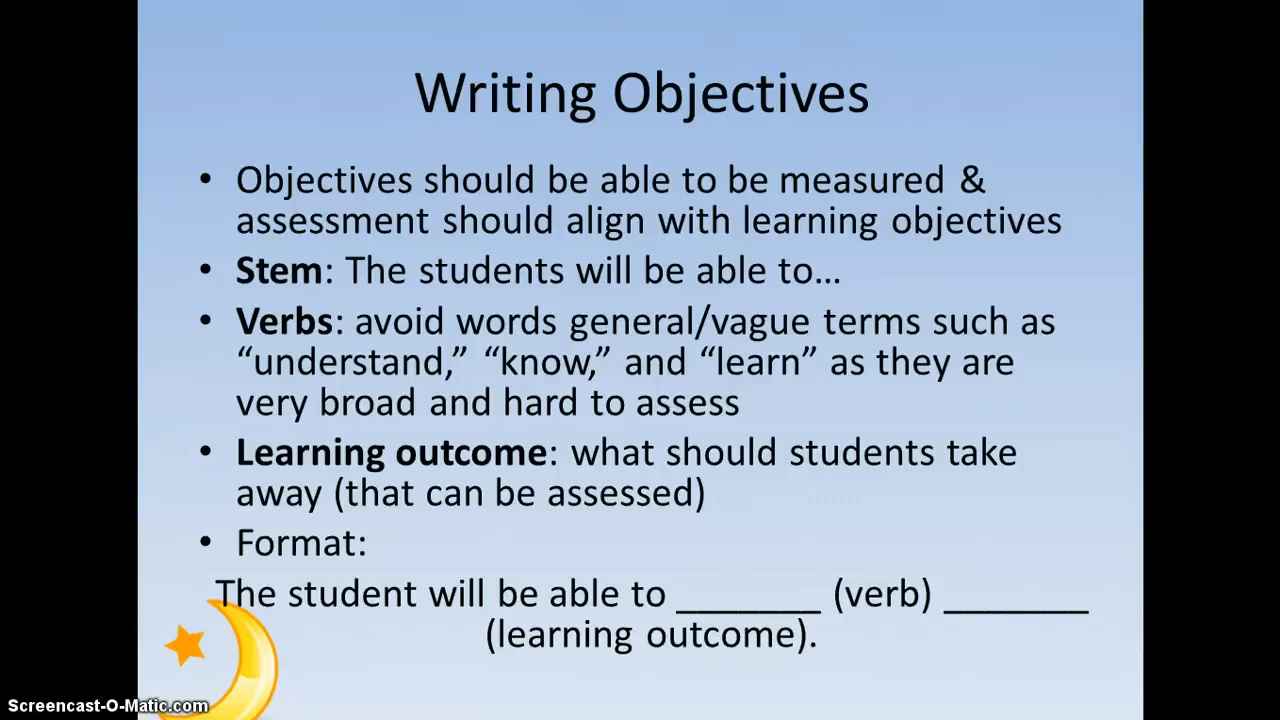 Writing Objectives
• Objectives should be able to be measured &
assessment should align with learning objectives
• Stem: The students will be able to…
• Verbs: avoid words general/vague terms such as
“understand,” “know,” and “learn” as they are
very broad and hard to assess
• Learning outcome: what should students take
away (that can be assessed)
• Format:
The student will be able to _______ (verb) _______
(learning outcome).
Screencast-O-Matic.com